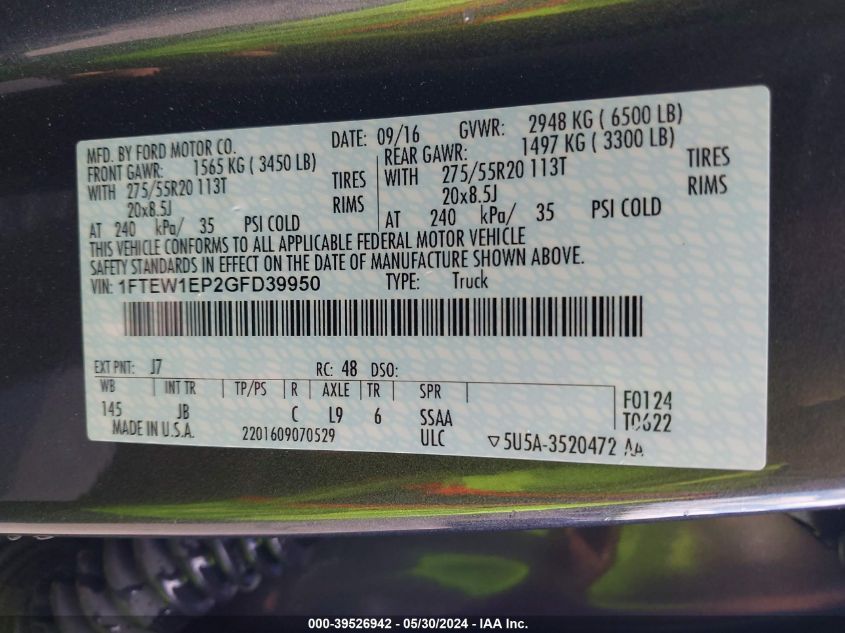 MFD. BY FORD MOTOR CO. DATE: 09/16 GVWR: 2948 KG ( 6500 LB)
FRONT GAWR: 1565 KG ( 3450 LB) REAR GAWR: 1497 KG ( 3300 LB)
WITH 275/55R20 113T TIRES WITH 275/55R20 113T TIRES
20x8.5J RIMS 20x8.5J RIMS
AT 240 kPa/ 35 PSI COLD AT 240 kPa/ 35 PSI COLD
THIS VEHICLE CONFORMS TO ALL APPLICABLE FEDERAL MOTOR VEHICLE
SAFETY STANDARDS IN EFFECT ON THE DATE OF MANUFACTURE SHOWN ABOVE.
VIN: 1FTEW1EP2GFD39950 TYPE: Truck
EXT PNT: J7 RC: 48 DSO:
WB INT TR TP/PS R AXLE TR SPR
145 JB C L9 6 SSAA F0124
MADE IN U.S.A. 2201609070529 ULC T0622
▽5U5A-3520472 AA
000-39526942 - 05/30/2024 - IAA Inc.